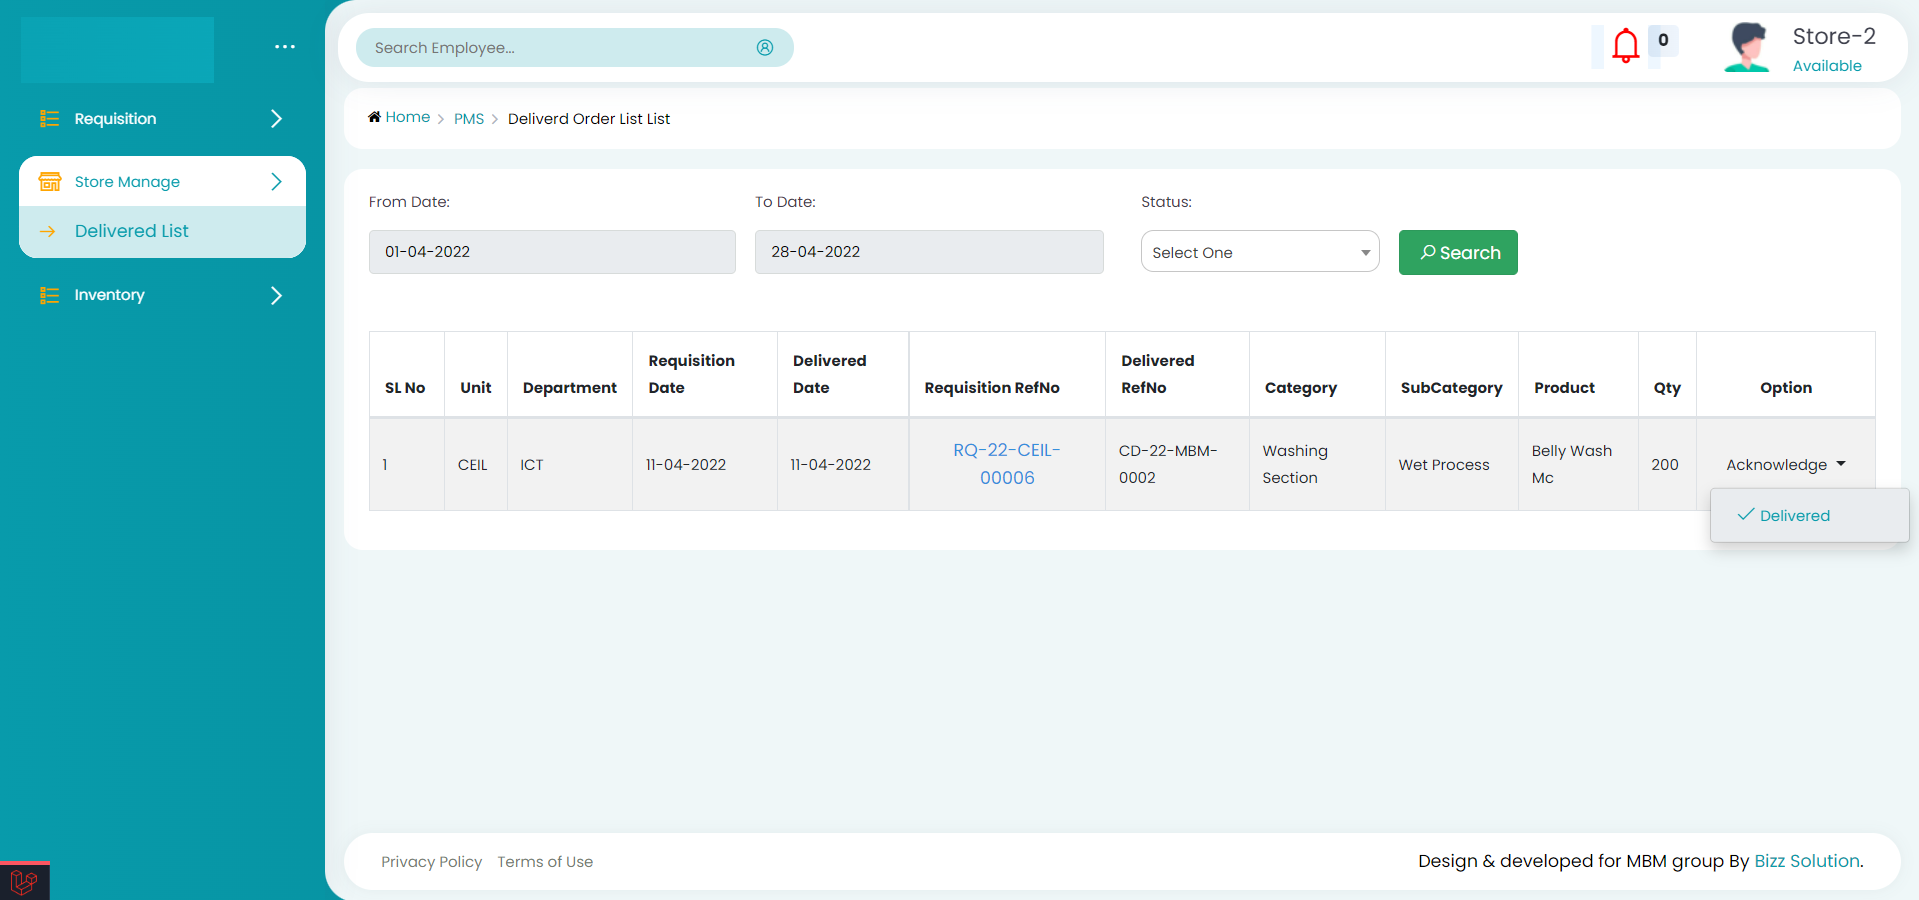 Search Employee...
0
Store-2
Available
Requisition
Store Manage
Delivered List
Inventory
Home > PMS > Deliverd Order List List
From Date:
To Date:
Status:
01-04-2022
28-04-2022
Select One
Search
SL No
Unit
Department
Requisition
Date
Delivered
Date
Requisition RefNo
Delivered
RefNo
Category
SubCategory
Product
Qty
Option
1
CEIL
ICT
11-04-2022
11-04-2022
RQ-22-CEIL-
00006
CD-22-MBM-
0002
Washing
Section
Wet Process
Belly Wash
Mc
200
Acknowledge
Delivered
Privacy Policy
Terms of Use
Design & developed for MBM group By Bizz Solution.